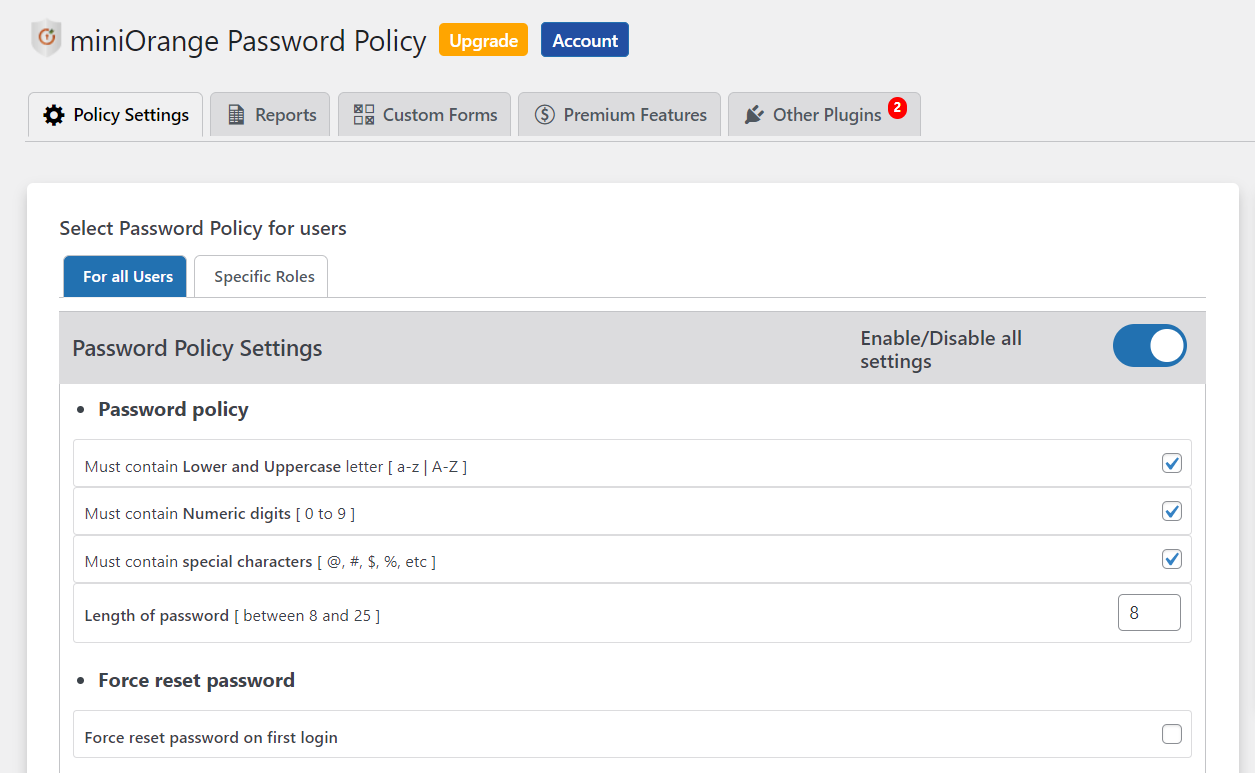 miniOrange Password Policy Upgrade Account
Policy Settings Reports Custom Forms Premium Features Other Plugins 2
Select Password Policy for users
For all Users Specific Roles
Password Policy Settings Enable/Disable all
settings
• Password policy
Must contain Lower and Uppercase letter [ a-z | A-Z ]
Must contain Numeric digits [ 0 to 9 ]
Must contain special characters [ @, #, $, %, etc ]
Length of password [ between 8 and 25 ] 8
• Force reset password
Force reset password on first login